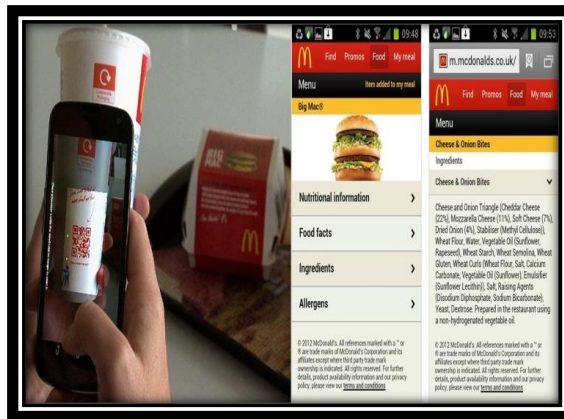 09:48
Find Promos Food My meal
Menu Item added to my meal
Big Mac®
Nutritional information
Food facts
Ingredients
Allergens
© 2012 McDonald's. All references marked with a ™ or
® are trade marks of McDonald's Corporation and its
affiliates except where third party trade mark
ownership is indicated. All rights reserved. For further
details, product availability information and our privacy
policy, please view our terms and conditions
09:53
m.mcdonalds.co.uk/
Find Promos Food My meal
Menu
Cheese & Onion Bites
Ingredients
Cheese & Onion Bites
Cheese and Onion Triangle (Cheddar Cheese
(22%), Mozzarella Cheese (11%), Soft Cheese (7%),
Dried Onion (4%), Stabiliser (Methyl Cellulose)),
Wheat Flour, Water, Vegetable Oil (Sunflower,
Rapeseed), Wheat Starch, Wheat Semolina, Wheat
Gluten, Wheat Curls (Wheat Flour, Salt, Calcium
Carbonate, Vegetable Oil (Sunflower), Emulsifier
(Sunflower Lecithin)), Salt, Raising Agents
(Disodium Diphosphate, Sodium Bicarbonate),
Yeast, Dextrose. Prepared in the restaurant using
a non-hydrogenated vegetable oil.
© 2012 McDonald's. All references marked with a ™ or
® are trade marks of McDonald's Corporation and its
affiliates except where third party trade mark
ownership is indicated. All rights reserved. For further
details, product availability information and our privacy
policy, please view our terms and conditions